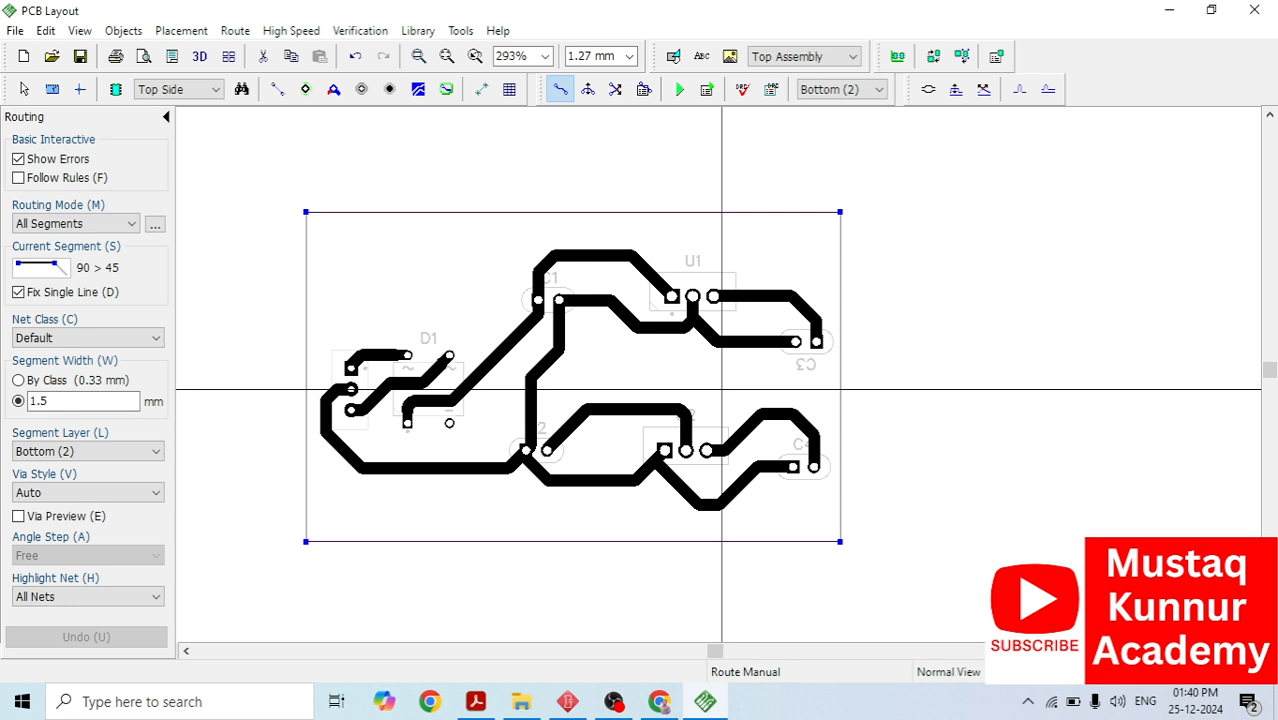 PCB Layout
File Edit View Objects Placement Route High Speed Verification Library Tools Help
3D 293% 1.27 mm ABC Top Assembly
Top Side Bottom (2)
Routing
Basic Interactive
Show Errors
Follow Rules (F)
Routing Mode (M)
All Segments ...
Current Segment (S)
90 > 45
Fix Single Line (D)
Net Class (C)
Default
Segment Width (W)
By Class (0.33 mm)
1.5 mm
Segment Layer (L)
Bottom (2)
Via Style (V)
Auto
Via Preview (E)
Angle Step (A)
Free
Highlight Net (H)
All Nets
Undo (U)
U1
C1
D1
C3
2
2
C4
SUBSCRIBE
Mustaq
Kunnur
Academy
Route Manual Normal View
Type here to search
ENG
01:40 PM
25-12-2024
2